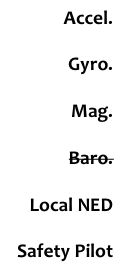 Accel.
Gyro.
Mag.
Baro.
Local NED
Safety Pilot